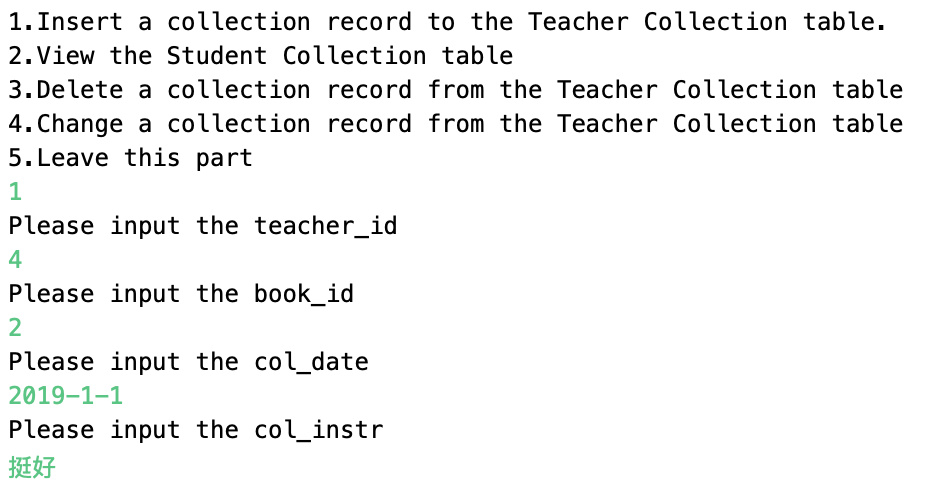 1.Insert a collection record to the Teacher Collection table.
2.View the Student Collection table
3.Delete a collection record from the Teacher Collection table
4.Change a collection record from the Teacher Collection table
5.Leave this part
1
Please input the teacher_id
4
Please input the book_id
2
Please input the col_date
2019-1-1
Please input the col_instr
挺好